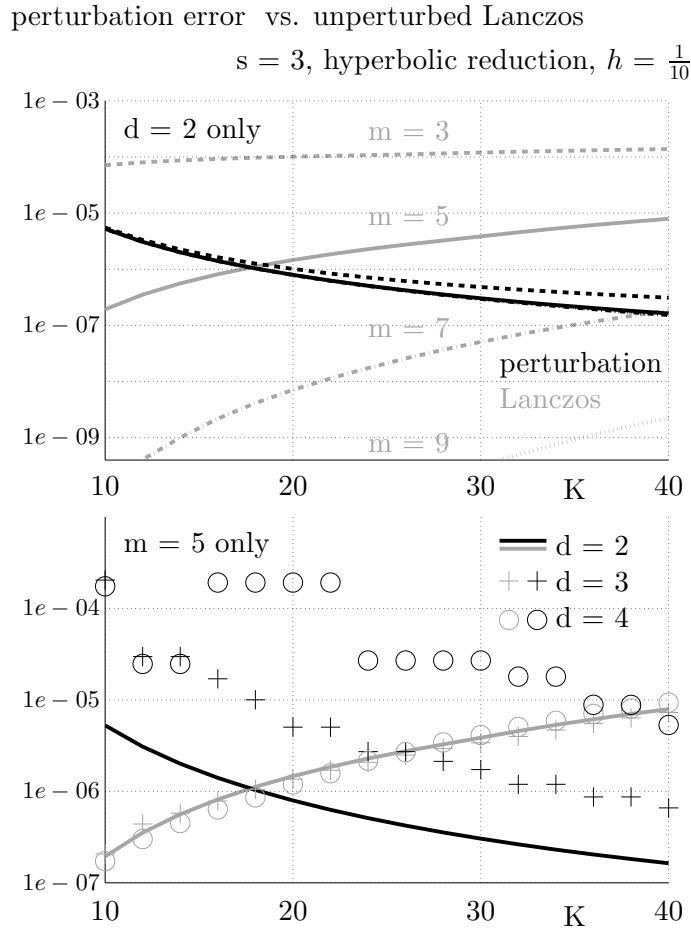 perturbation error vs. unperturbed Lanczos
s = 3, hyperbolic reduction, h = 1/10
1e − 03
d = 2 only
m = 3
1e − 05
m = 5
1e − 07
m = 7
perturbation
Lanczos
1e − 09
m = 9
10 20 30 K 40
m = 5 only
d = 2
d = 3
d = 4
1e − 04
1e − 05
1e − 06
1e − 07
10 20 30 K 40